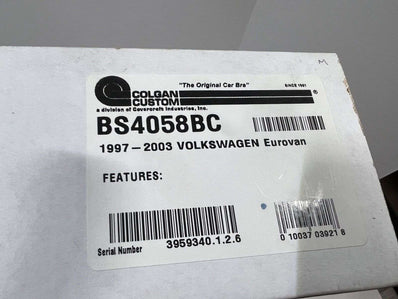 M
"The Original Car Bra" SINCE 1961
COLGAN
CUSTOM ®
a division of Covercraft Industries, Inc.
BS4058BC
1997-2003 VOLKSWAGEN Eurovan
FEATURES:
Serial Number 3959340.1.2.6
0 10037 03921 8